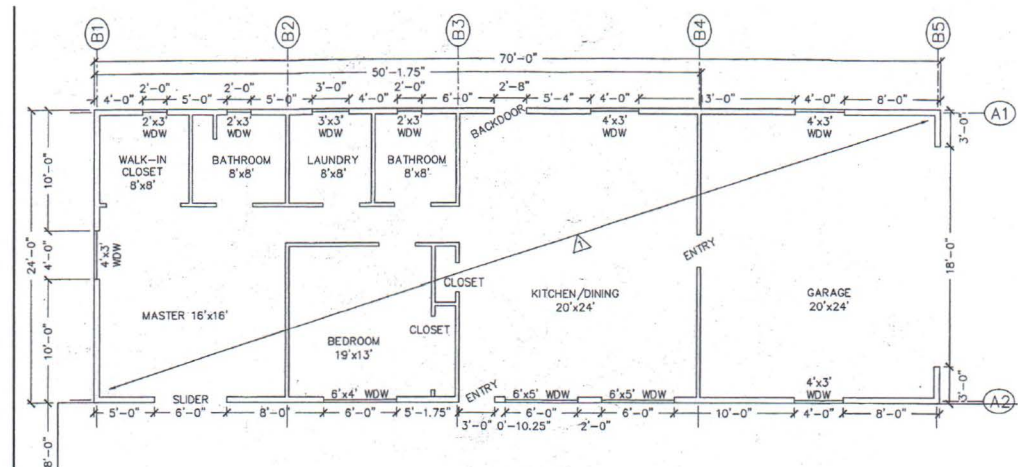 B1 B2 B3 B4 B5
70'-0"
50'-1.75"
2'-0" 2'-0" 3'-0" 2'-0" 2'-8"
4'-0" 5'-0" 5'-0" 4'-0" 6'-0" 5'-4" 4'-0" 3'-0" 4'-0" 8'-0"
A1
2'x3' WDW
2'x3' WDW
3'x3' WDW
2'x3' WDW
BACKDOOR
4'x3' WDW
4'x3' WDW
3'-0"
WALK-IN CLOSET 8'x8'
BATHROOM 8'x8'
LAUNDRY 8'x8'
BATHROOM 8'x8'
10'-0"
24'-0"
4'-0"
4'x3' WDW
10'-0"
8'-0"
1
ENTRY
18'-0"
CLOSET
KITCHEN/DINING
20'x24'
GARAGE
20'x24'
MASTER 16'x16'
CLOSET
BEDROOM
19'x13'
4'x3'
WDW
3'-0"
SLIDER
6'x4' WDW
ENTRY
6'x5' WDW
6'x5' WDW
A2
5'-0" 6'-0" 8'-0" 6'-0" 5'-1.75" 6'-0" 6'-0" 10'-0" 4'-0" 8'-0"
3'-0" 0'-10.25" 2'-0"